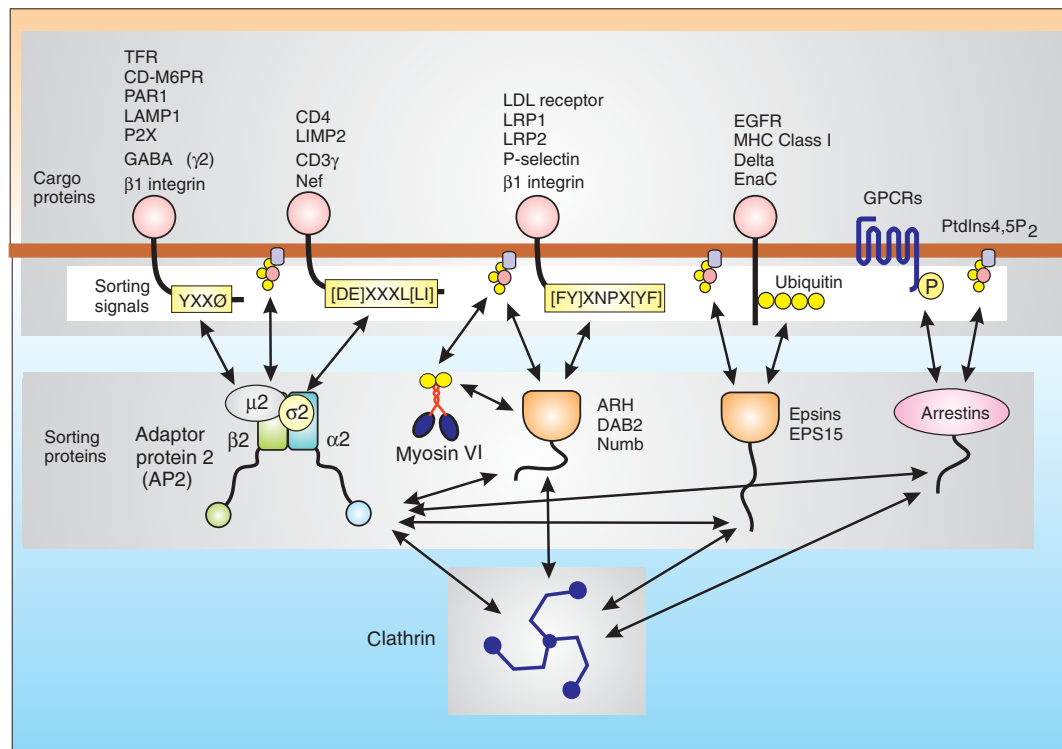 TFR
CD-M6PR
PAR1
LAMP1
P2X
GABA (γ2)
β1 integrin
CD4
LIMP2
CD3γ
Nef
LDL receptor
LRP1
LRP2
P-selectin
β1 integrin
EGFR
MHC Class I
Delta
EnaC
GPCRs
PtdIns4,5P2
Cargo
proteins
Sorting
signals
YXXØ
[DE]XXXL[LI]
[FY]XNPX[YF]
Ubiquitin
P
Sorting
proteins
Adaptor
protein 2
(AP2)
μ2
σ2
β2
α2
Myosin VI
ARH
DAB2
Numb
Epsins
EPS15
Arrestins
Clathrin